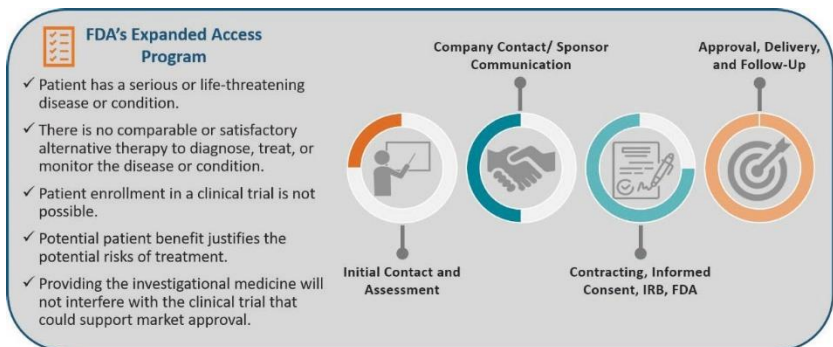 FDA's Expanded Access
Program
✓ Patient has a serious or life-threatening
disease or condition.
✓ There is no comparable or satisfactory
alternative therapy to diagnose, treat, or
monitor the disease or condition.
✓ Patient enrollment in a clinical trial is not
possible.
✓ Potential patient benefit justifies the
potential risks of treatment.
✓ Providing the investigational medicine will
not interfere with the clinical trial that
could support market approval.
Company Contact/ Sponsor
Communication
Approval, Delivery,
and Follow-Up
Initial Contact and
Assessment
Contracting, Informed
Consent, IRB, FDA